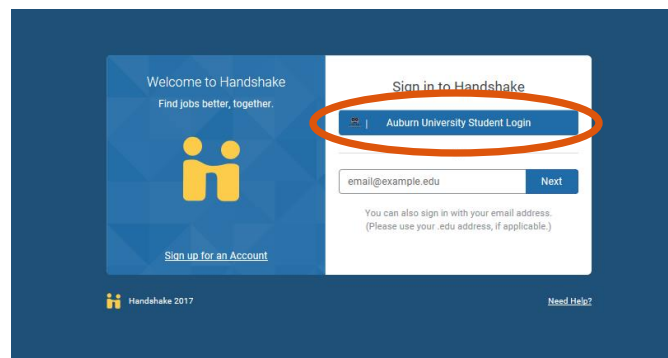 Welcome to Handshake
Find jobs better, together.
Sign up for an Account
Sign in to Handshake
| Auburn University Student Login
email@example.edu
Next
You can also sign in with your email address.
(Please use your .edu address, if applicable.)
Handshake 2017
Need Help?